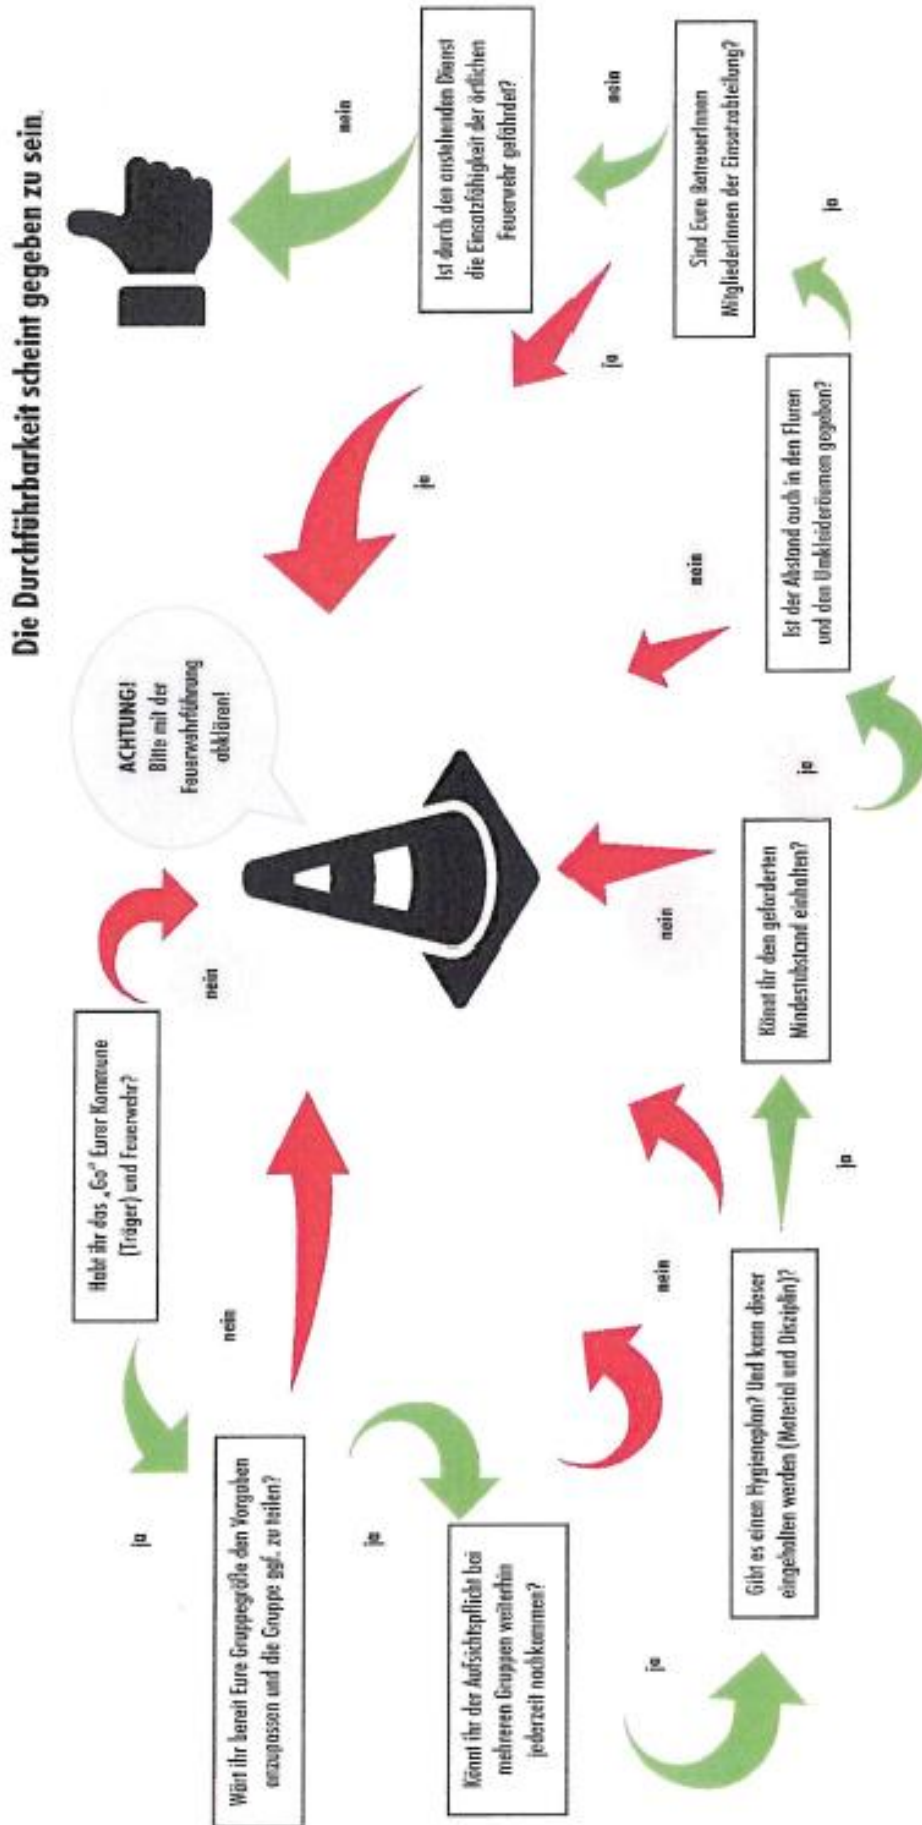 Die Durchführbarkeit scheint gegeben zu sein.
ACHTUNG!
Bitte mit der
Feuerwehrführung
abklären!
Habt ihr das „Go" Eurer Kommune
(Träger) und Feuerwehr?
nein
ja
Wärt ihr bereit Eure Gruppegröße den Vorgaben
anzupassen und die Gruppe ggf. zu teilen?
nein
ja
Könnt ihr der Aufsichtspflicht bei
mehreren Gruppen weiterhin
jederzeit nachkommen?
ja
Gibt es einen Hygieneplan? Und kann dieser
eingehalten werden (Material und Disziplin)?
nein
ja
Könnt ihr den geforderten
Mindestabstand einhalten?
nein
ja
Ist der Abstand auch in den Fluren
und den Umkleideräumen gegeben?
nein
ja
Sind Eure BetreuerInnen
MitgliederInnen der Einsatzabteilung?
nein
ja
Ist durch den anstehenden Dienst
die Einsatzfähigkeit der örtlichen
Feuerwehr gefährdet?
nein
ja